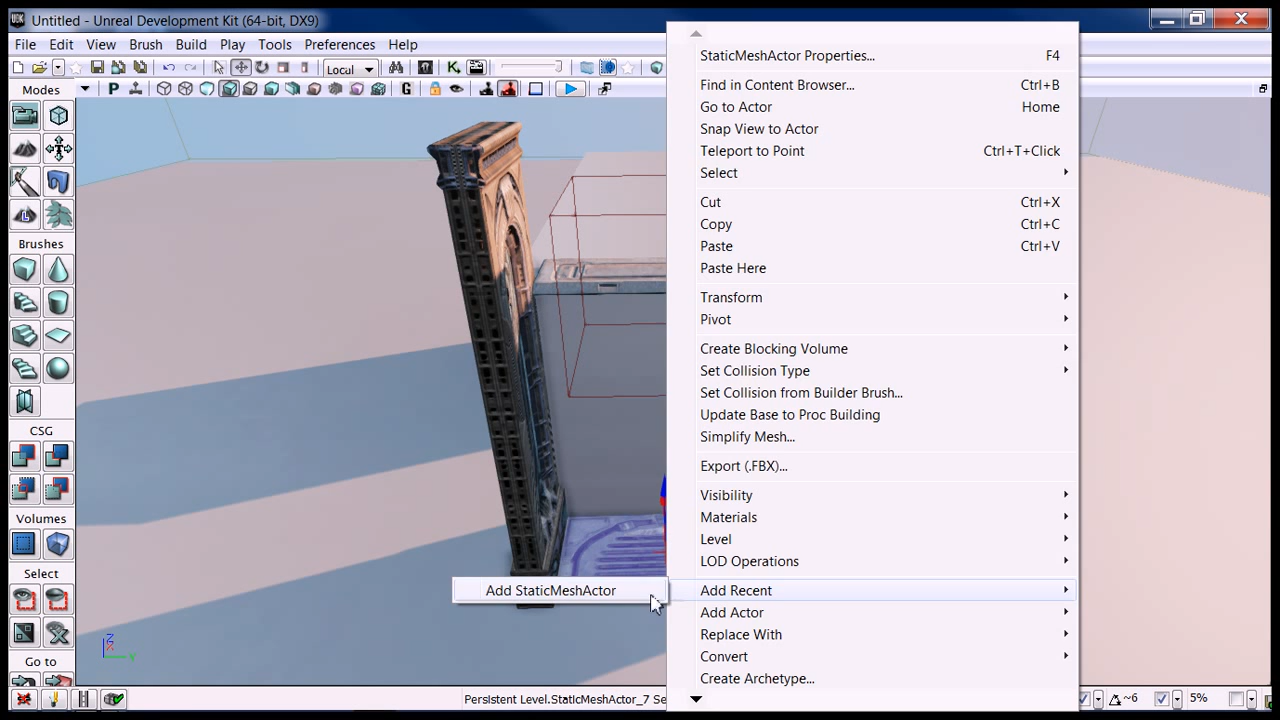 Untitled - Unreal Development Kit (64-bit, DX9)
File Edit View Brush Build Play Tools Preferences Help
Local
Modes
Brushes
CSG
Volumes
Select
Go to
StaticMeshActor Properties... F4
Find in Content Browser... Ctrl+B
Go to Actor Home
Snap View to Actor
Teleport to Point Ctrl+T+Click
Select
Cut Ctrl+X
Copy Ctrl+C
Paste Ctrl+V
Paste Here
Transform
Pivot
Create Blocking Volume
Set Collision Type
Set Collision from Builder Brush...
Update Base to Proc Building
Simplify Mesh...
Export (.FBX)...
Visibility
Materials
Level
LOD Operations
Add StaticMeshActor
Add Recent
Add Actor
Replace With
Convert
Create Archetype...
Persistent Level.StaticMeshActor_7 Se
~6 5%